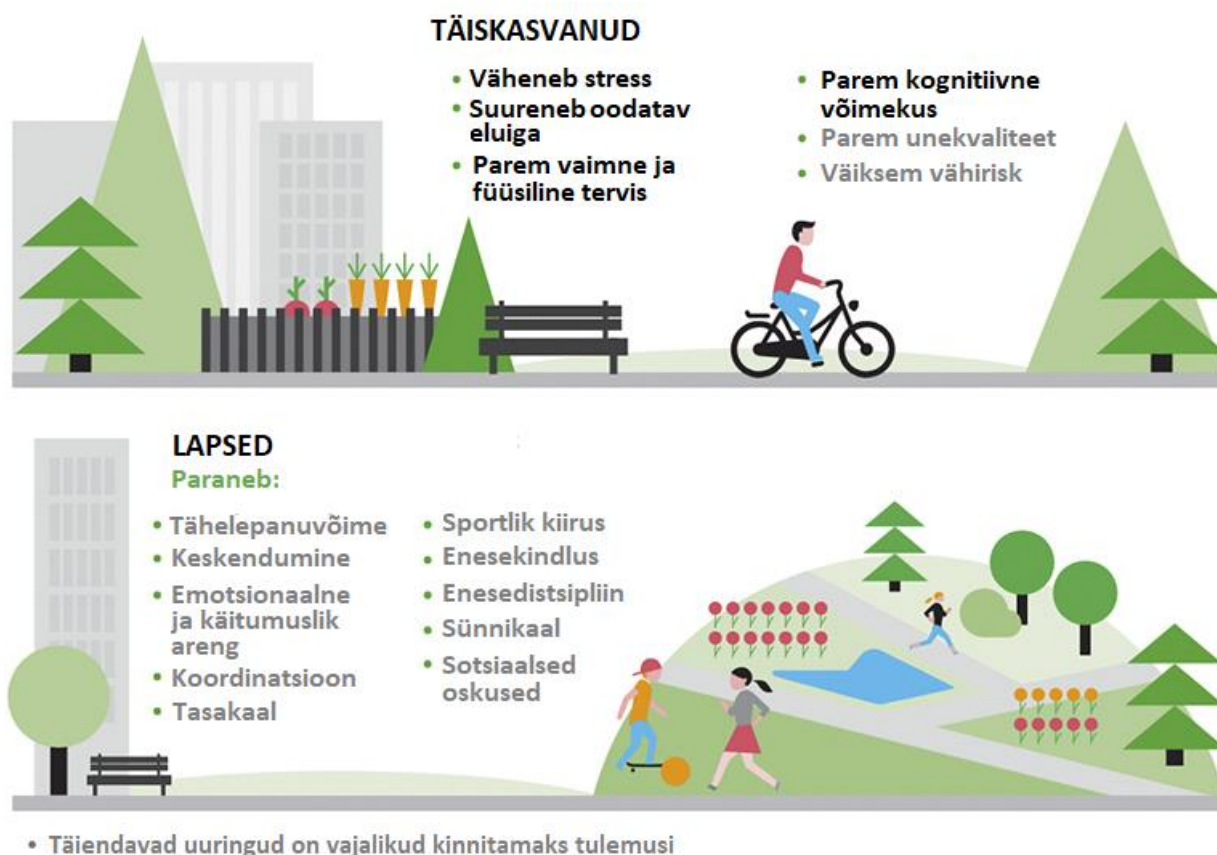 TÄISKASVANUD
• Väheneb stress
• Suureneb oodatav
eluiga
• Parem vaimne ja
füüsiline tervis
• Parem kognitiivne
võimekus
• Parem unekvaliteet
• Väiksem vähirisk
LAPSED
Paraneb:
• Tähelepanuvõime
• Keskendumine
• Emotsionaalne
ja käitumuslik
areng
• Koordinatsioon
• Tasakaal
• Sportlik kiirus
• Enesekindlus
• Enesedistsipliin
• Sünnikaal
• Sotsiaalsed
oskused
• Täiendavad uuringud on vajalikud kinnitamaks tulemusi